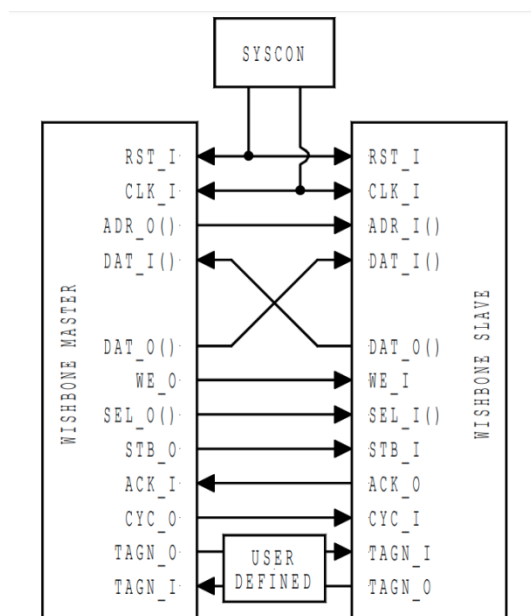 SYSCON
RST_I RST_I
CLK_I CLK_I
ADR_O() ADR_I()
DAT_I() DAT_I()
DAT_O() DAT_O()
WE_O WE_I
SEL_O() SEL_I()
STB_O STB_I
ACK_I ACK_O
CYC_O CYC_I
TAGN_O TAGN_I
TAGN_I TAGN_O
USER
DEFINED
WISHBONE MASTER
WISHBONE SLAVE